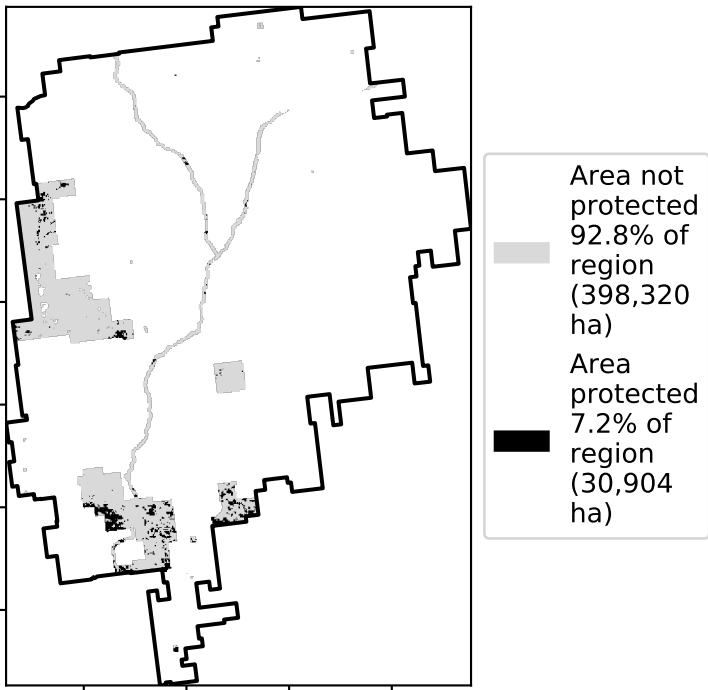 Area not
protected
92.8% of
region
(398,320
ha)
Area
protected
7.2% of
region
(30,904
ha)